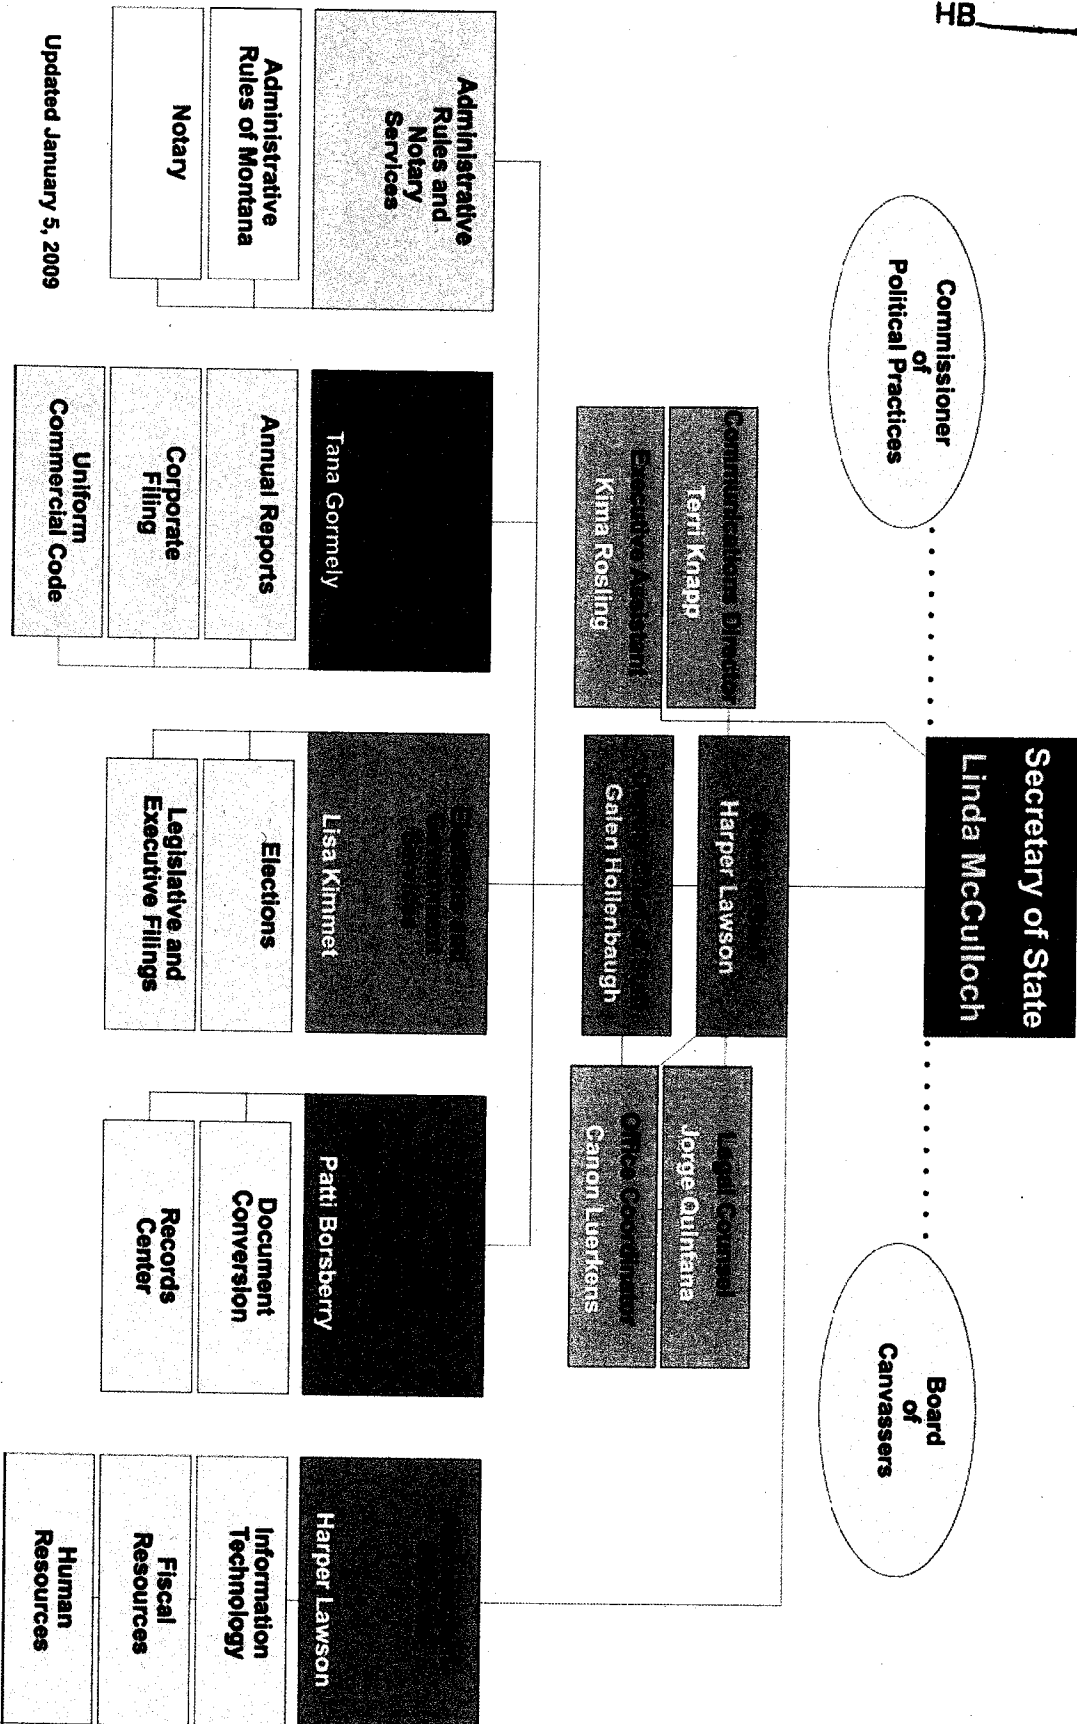 HB
Secretary of State
Linda McCulloch
Commissioner
of
Political Practices
Board
of
Canvassers
Communications Director
Terri Knapp
Executive Assistant
Kima Rosling
Harper Lawson
Galen Hollenbaugh
Legal Counsel
Jorge Quintana
Office Coordinator
Canon Luerkens
Administrative
Rules and
Notary
Services
Administrative
Rules of Montana
Notary
Tana Gormely
Annual Reports
Corporate
Filing
Uniform
Commercial Code
Lisa Kimmet
Elections
Legislative and
Executive Filings
Patti Borsberry
Document
Conversion
Records
Center
Harper Lawson
Information
Technology
Fiscal
Resources
Human
Resources
Updated January 5, 2009